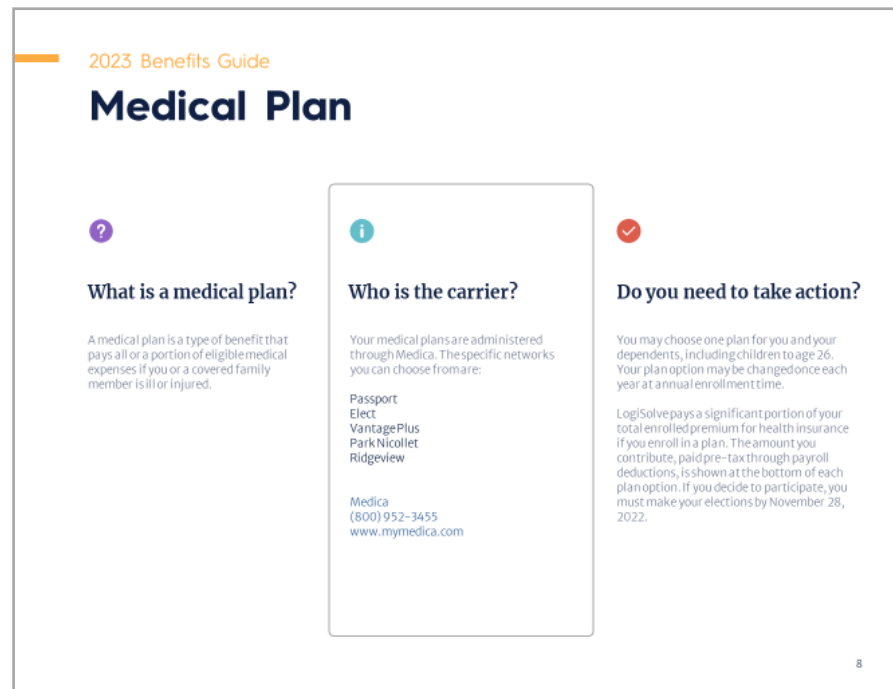 2023 Benefits Guide
Medical Plan
What is a medical plan?
A medical plan is a type of benefit that
pays all or a portion of eligible medical
expenses if you or a covered family
member is ill or injured.
Who is the carrier?
Your medical plans are administered
through Medica. The specific networks
you can choose from are:
Passport
Elect
VantagePlus
Park Nicollet
Ridgeview
Medica
(800) 952-3455
www.mymedica.com
Do you need to take action?
You may choose one plan for you and your
dependents, including children to age 26.
Your plan option may be changed once each
year at annual enrollment time.
LogiSolve pays a significant portion of your
total enrolled premium for health insurance
if you enroll in a plan. The amount you
contribute, paid pre-tax through payroll
deductions, is shown at the bottom of each
plan option. If you decide to participate, you
must make your elections by November 28,
2022.
8